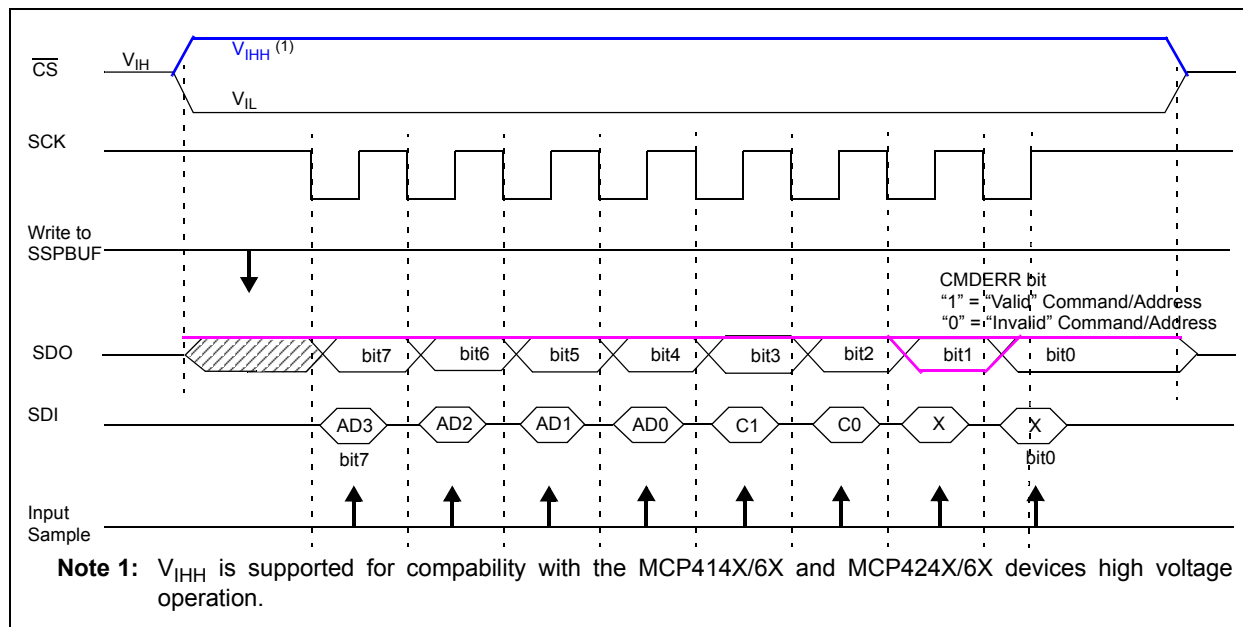 VIHH (1)
CS
VIH
VIL
SCK
Write to
SSPBUF
CMDERR bit
“1” = “Valid” Command/Address
“0” = “Invalid” Command/Address
SDO
bit7 bit6 bit5 bit4 bit3 bit2 bit1 bit0
SDI
AD3 AD2 AD1 AD0 C1 C0 X X
bit7 bit0
Input
Sample
Note 1: VIHH is supported for compability with the MCP414X/6X and MCP424X/6X devices high voltage
operation.